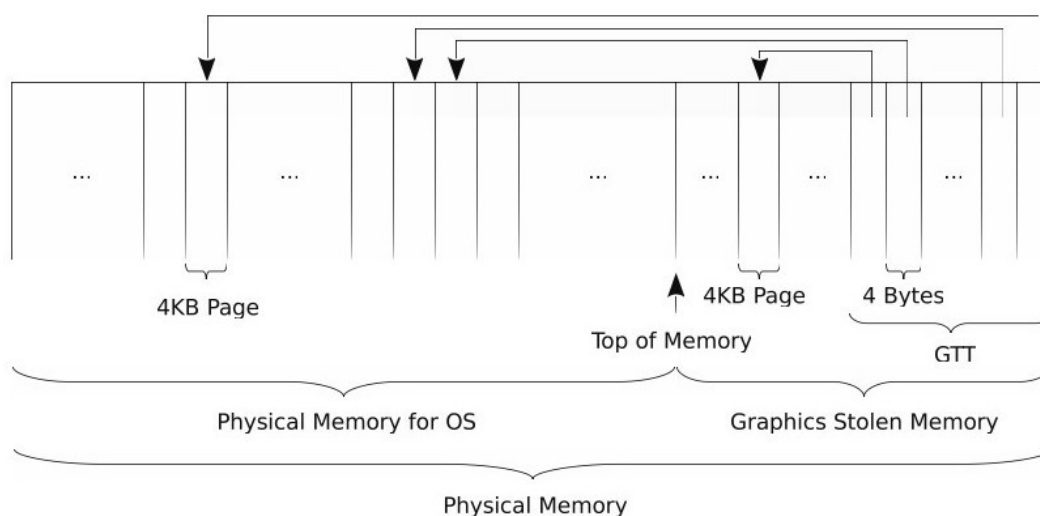 ... ... ... ... ... ...
4KB Page 4KB Page 4 Bytes
Top of Memory GTT
Physical Memory for OS Graphics Stolen Memory
Physical Memory